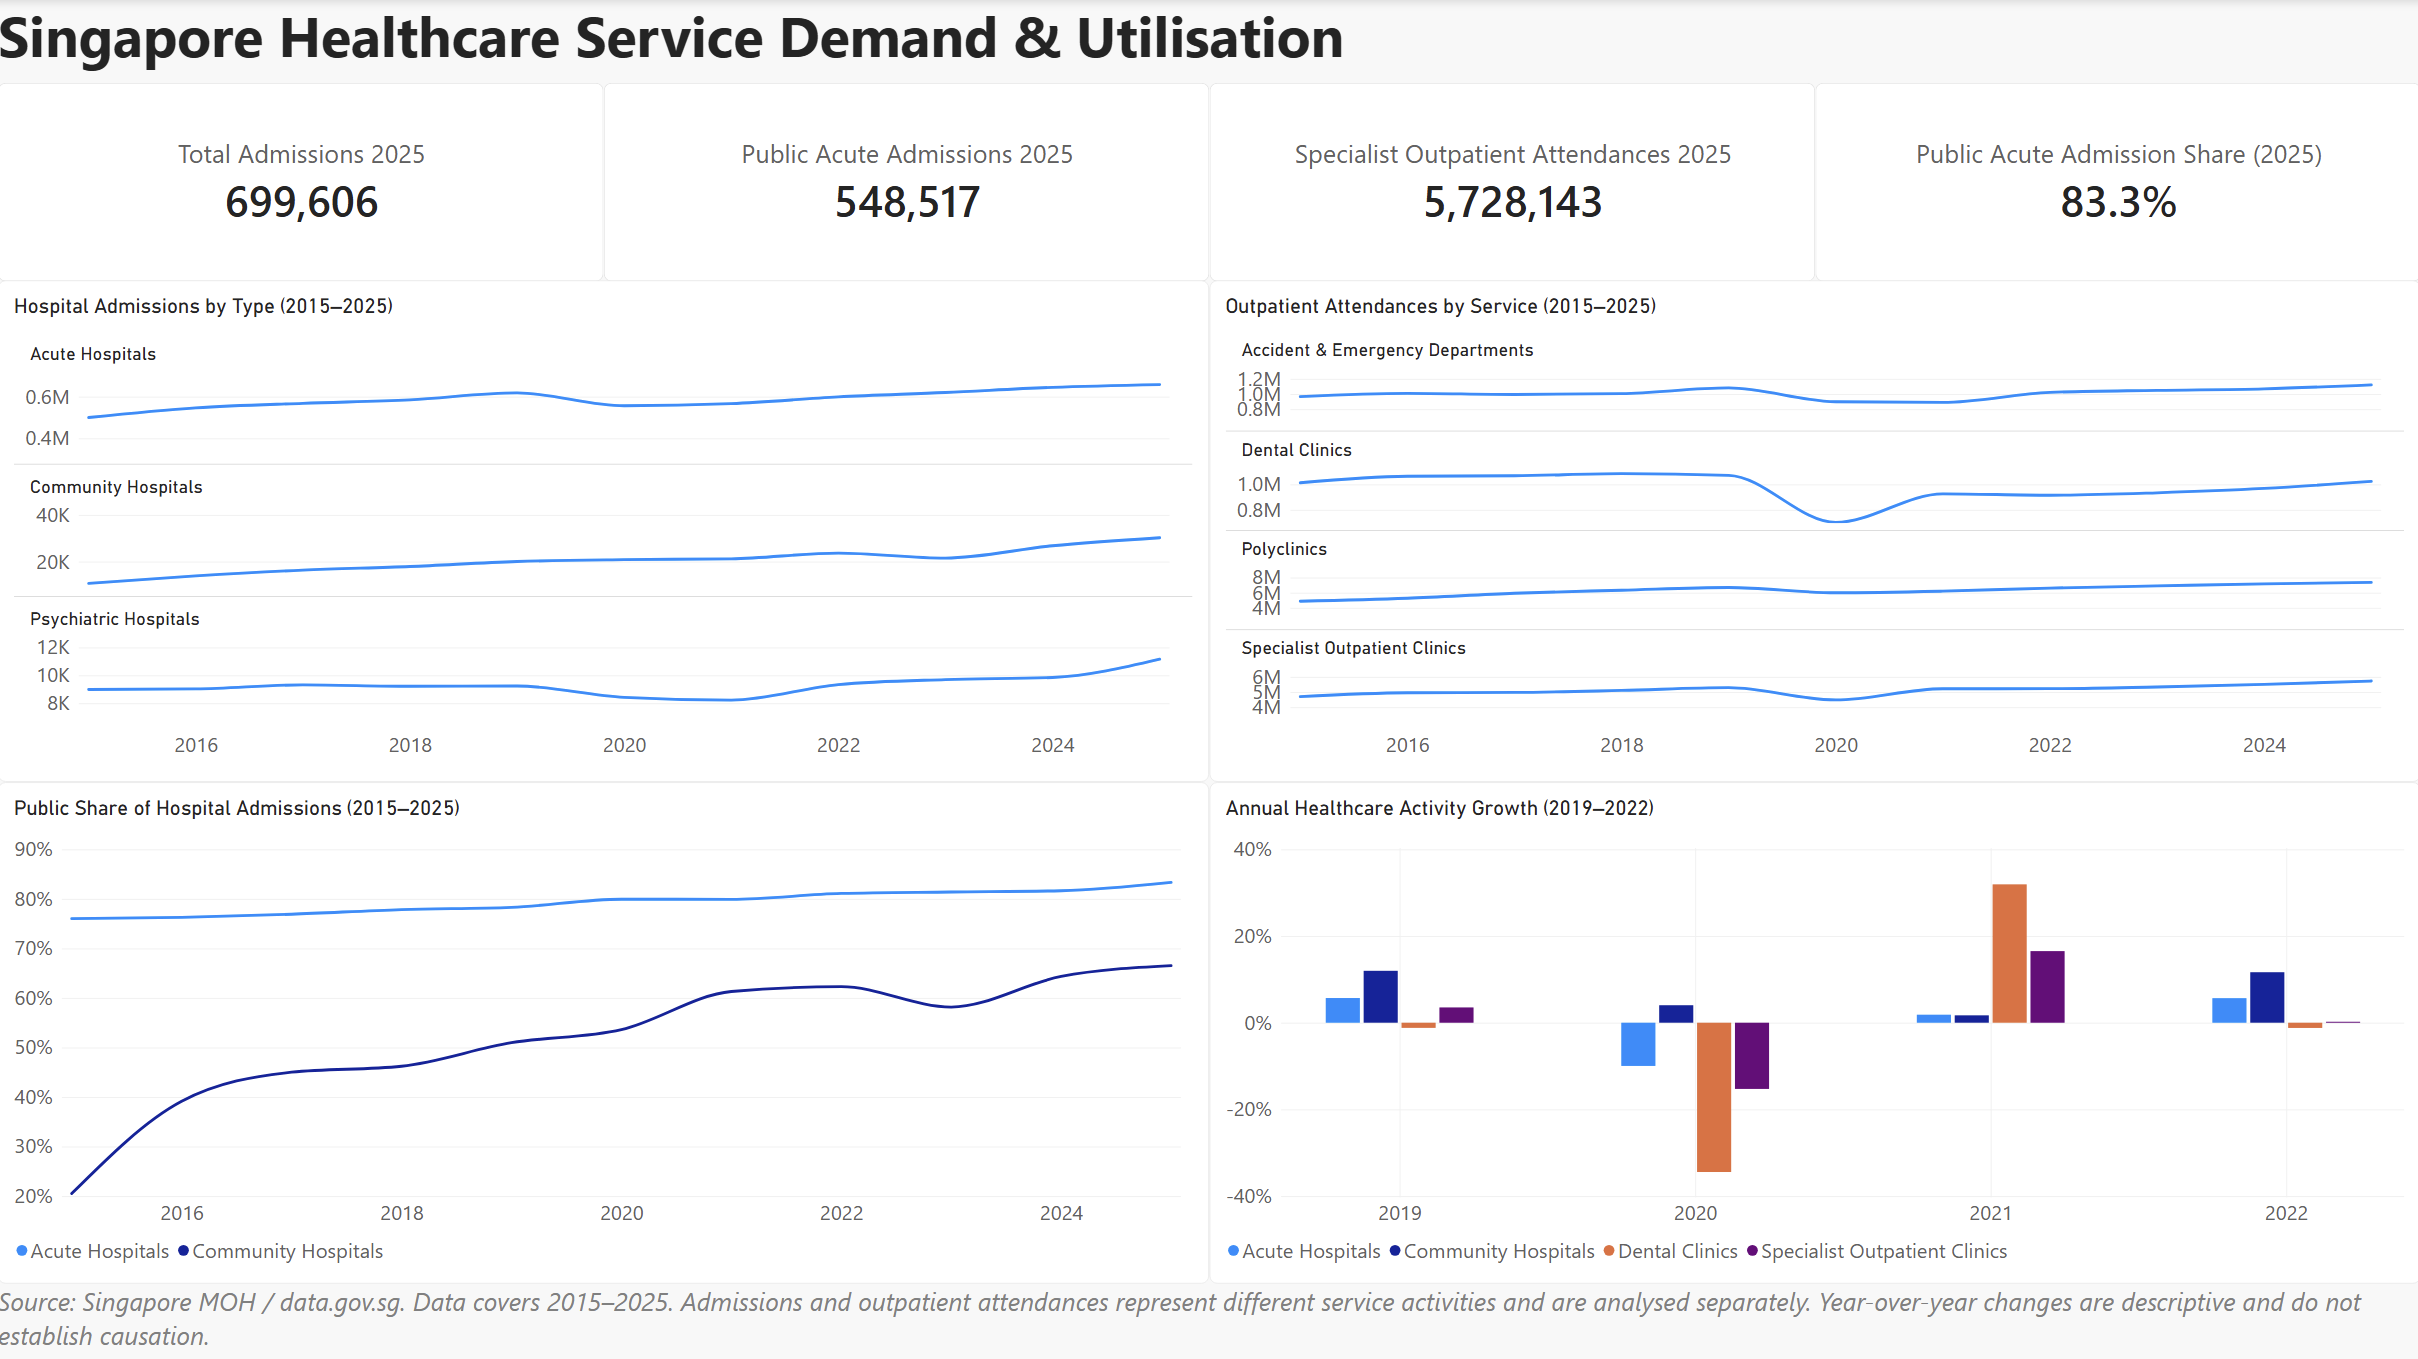 Singapore Healthcare Service Demand & Utilisation
Total Admissions 2025
699,606
Public Acute Admissions 2025
548,517
Specialist Outpatient Attendances 2025
5,728,143
Public Acute Admission Share (2025)
83.3%
Hospital Admissions by Type (2015–2025)
Acute Hospitals
0.6M
0.4M
Community Hospitals
40K
20K
Psychiatric Hospitals
12K
10K
8K
2016 2018 2020 2022 2024
Outpatient Attendances by Service (2015–2025)
Accident & Emergency Departments
1.2M
1.0M
0.8M
Dental Clinics
1.0M
0.8M
Polyclinics
8M
6M
4M
Specialist Outpatient Clinics
6M
5M
4M
2016 2018 2020 2022 2024
Public Share of Hospital Admissions (2015–2025)
90%
80%
70%
60%
50%
40%
30%
20%
2016 2018 2020 2022 2024
Acute Hospitals Community Hospitals
Annual Healthcare Activity Growth (2019–2022)
40%
20%
0%
-20%
-40%
2019 2020 2021 2022
Acute Hospitals Community Hospitals Dental Clinics Specialist Outpatient Clinics
Source: Singapore MOH / data.gov.sg. Data covers 2015–2025. Admissions and outpatient attendances represent different service activities and are analysed separately. Year-over-year changes are descriptive and do not
establish causation.